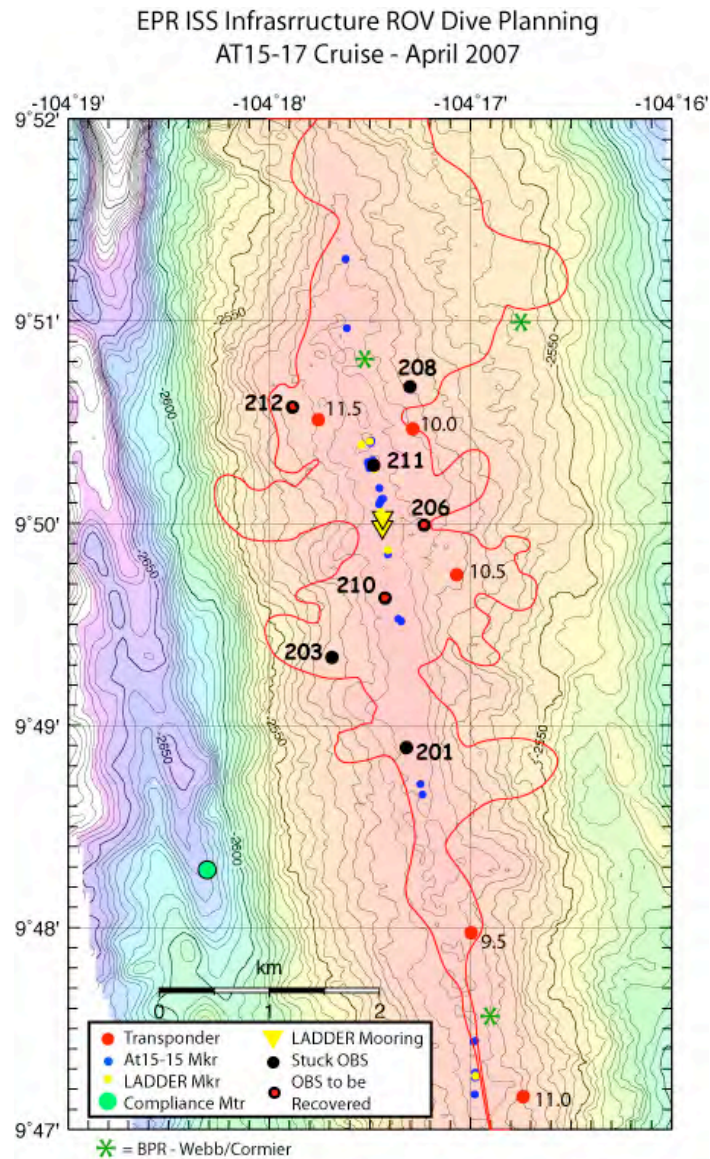 EPR ISS Infrasrructure ROV Dive Planning
AT15-17 Cruise - April 2007
-104˚19' -104˚18' -104˚17' -104˚16'
9˚52'
-2550
9˚51'
-2550
-2600
208
212
11.5
10.0
211
206
9˚50'
10.5
-2650
210
203
9˚49'
201
-2550
-2550
-2650
-2600
9˚48'
9.5
km
0 1 2
Transponder LADDER Mooring
At15-15 Mkr Stuck OBS
LADDER Mkr OBS to be
Compliance Mtr Recovered
11.0
9˚47'
= BPR - Webb/Cormier